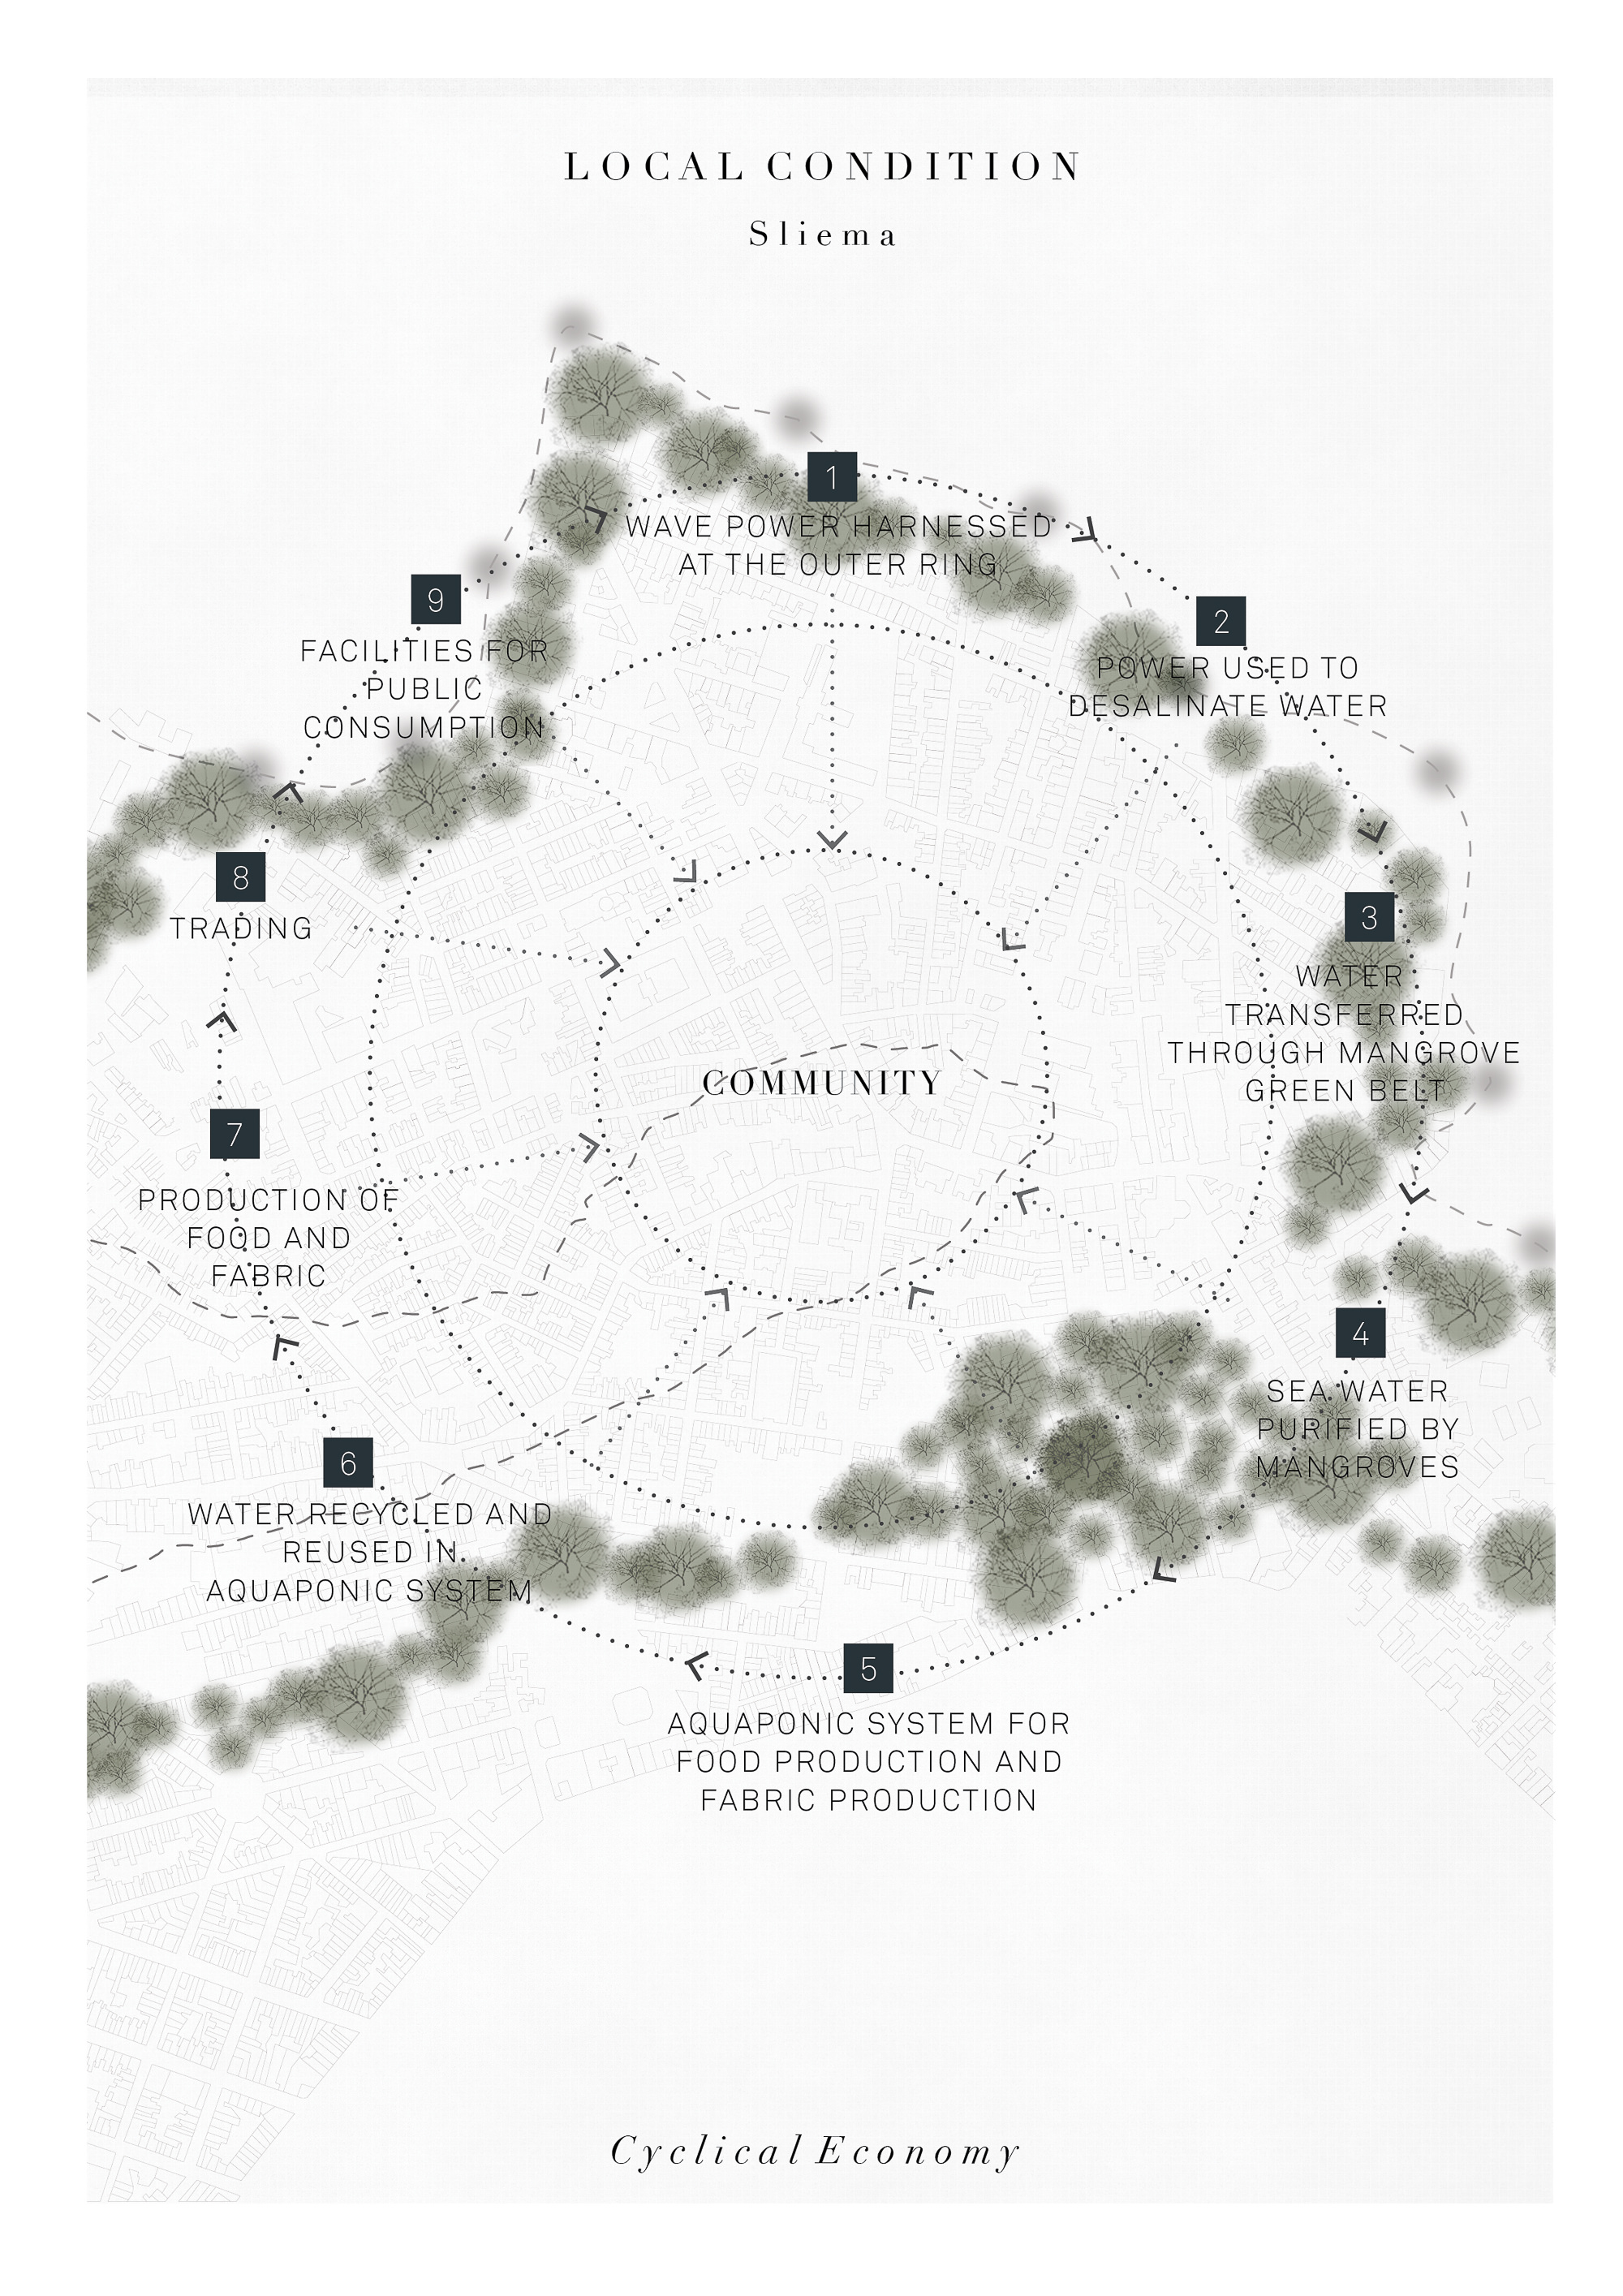 LOCAL CONDITION
Sliema
1
WAVE POWER HARNESSED
AT THE OUTER RING
2
POWER USED TO
DESALINATE WATER
3
WATER
TRANSFERRED
THROUGH MANGROVE
GREEN BELT
4
SEA WATER
PURIFIED BY
MANGROVES
5
AQUAPONIC SYSTEM FOR
FOOD PRODUCTION AND
FABRIC PRODUCTION
6
WATER RECYCLED AND
REUSED IN
AQUAPONIC SYSTEM
7
PRODUCTION OF
FOOD AND
FABRIC
8
TRADING
9
FACILITIES FOR
PUBLIC
CONSUMPTION
COMMUNITY
Cyclical Economy